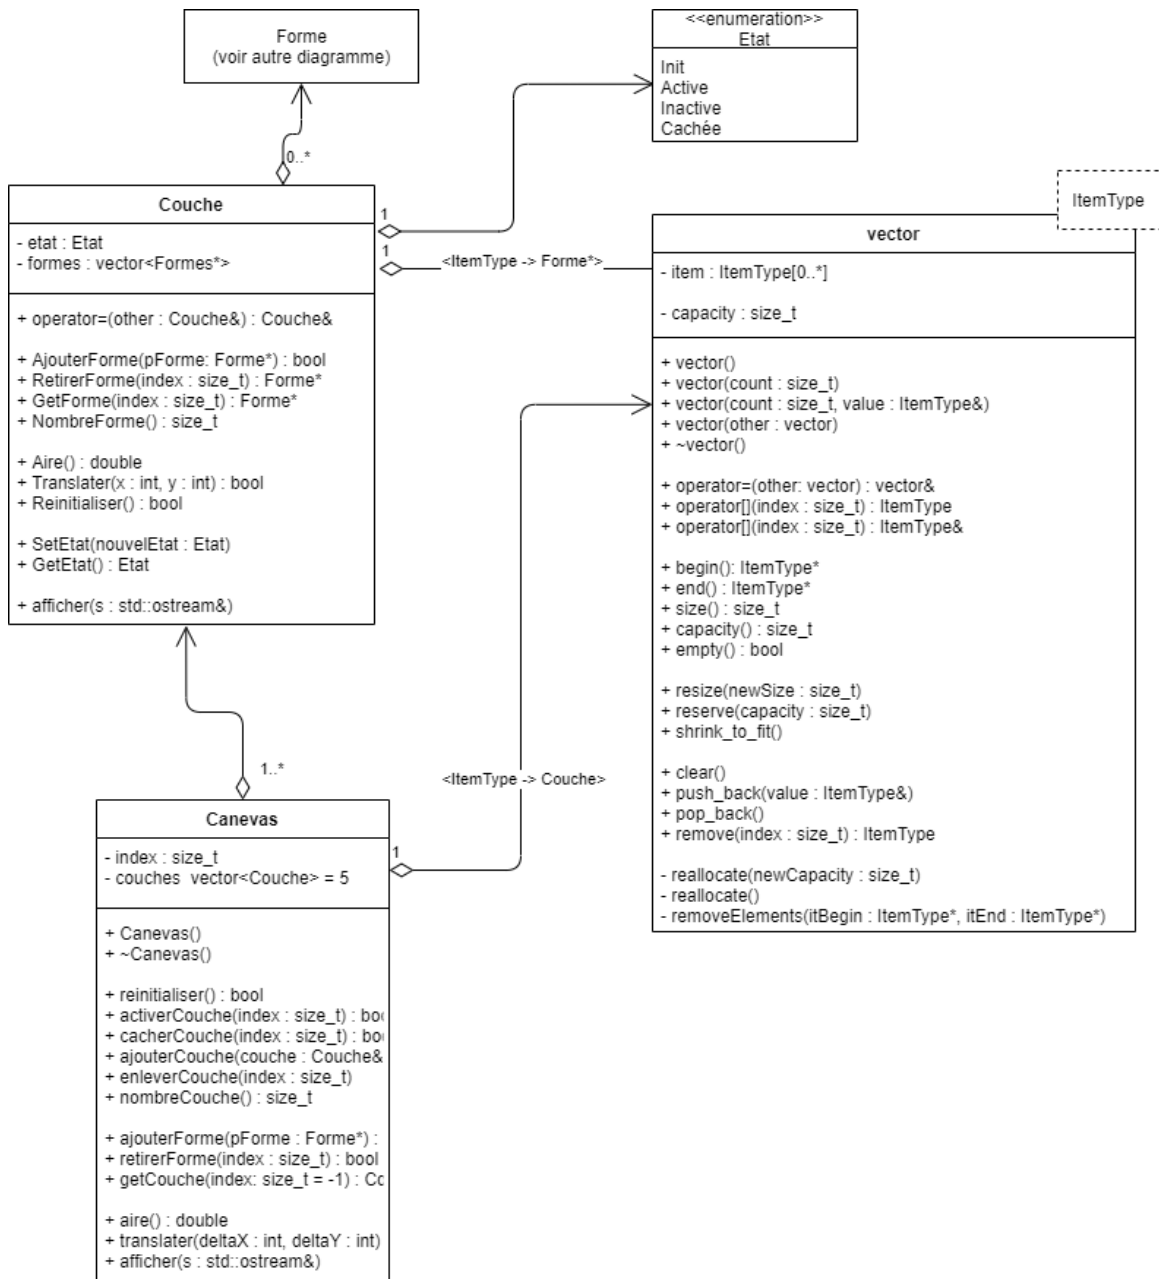 Forme
(voir autre diagramme)
<<enumeration>>
Etat
Init
Active
Inactive
Cachée
0..*
Couche
- etat : Etat
- formes : vector<Formes*>
+ operator=(other : Couche&) : Couche&
+ AjouterForme(pForme: Forme*) : bool
+ RetirerForme(index : size_t) : Forme*
+ GetForme(index : size_t) : Forme*
+ NombreForme() : size_t
+ Aire() : double
+ Translater(x : int, y : int) : bool
+ Reinitialiser() : bool
+ SetEtat(nouvelEtat : Etat)
+ GetEtat() : Etat
+ afficher(s : std::ostream&)
1
1
<ItemType -> Forme*>
ItemType
vector
- item : ItemType[0..*]
- capacity : size_t
+ vector()
+ vector(count : size_t)
+ vector(count : size_t, value : ItemType&)
+ vector(other : vector)
+ ~vector()
+ operator=(other: vector) : vector&
+ operator[](index : size_t) : ItemType
+ operator[](index : size_t) : ItemType&
+ begin(): ItemType*
+ end() : ItemType*
+ size() : size_t
+ capacity() : size_t
+ empty() : bool
+ resize(newSize : size_t)
+ reserve(capacity : size_t)
+ shrink_to_fit()
+ clear()
+ push_back(value : ItemType&)
+ pop_back()
+ remove(index : size_t) : ItemType
- reallocate(newCapacity : size_t)
- reallocate()
- removeElements(itBegin : ItemType*, itEnd : ItemType*)
1..*
<ItemType -> Couche>
1
Canevas
- index : size_t
- couches  vector<Couche> = 5
+ Canevas()
+ ~Canevas()
+ reinitialiser() : bool
+ activerCouche(index : size_t) :
+ cacherCouche(index : size_t) :
+ ajouterCouche(couche : Couche&
+ enleverCouche(index : size_t)
+ nombreCouche() : size_t
+ ajouterForme(pForme : Forme*) :
+ retirerForme(index : size_t) : bool
+ getCouche(index: size_t = -1) :
+ aire() : double
+ translater(deltaX : int, deltaY : int)
+ afficher(s : std::ostream&)